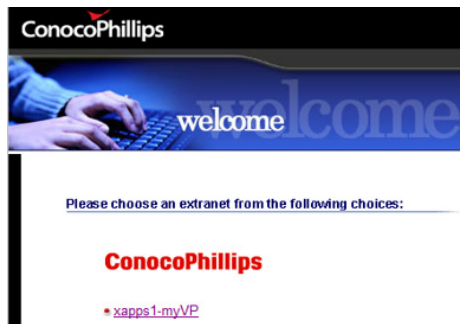 ConocoPhillips
welcome
welcome
Please choose an extranet from the following choices:
ConocoPhillips
xapps1-myVP